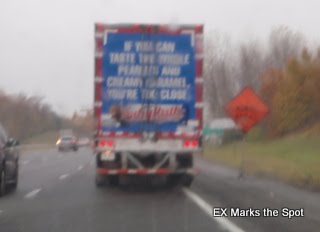 IF YOU CAN
TASTE THE WHOLE
PEANUTS AND
CREAMY CARAMEL,
YOU'RE TOO CLOSE.
EX Marks the Spot